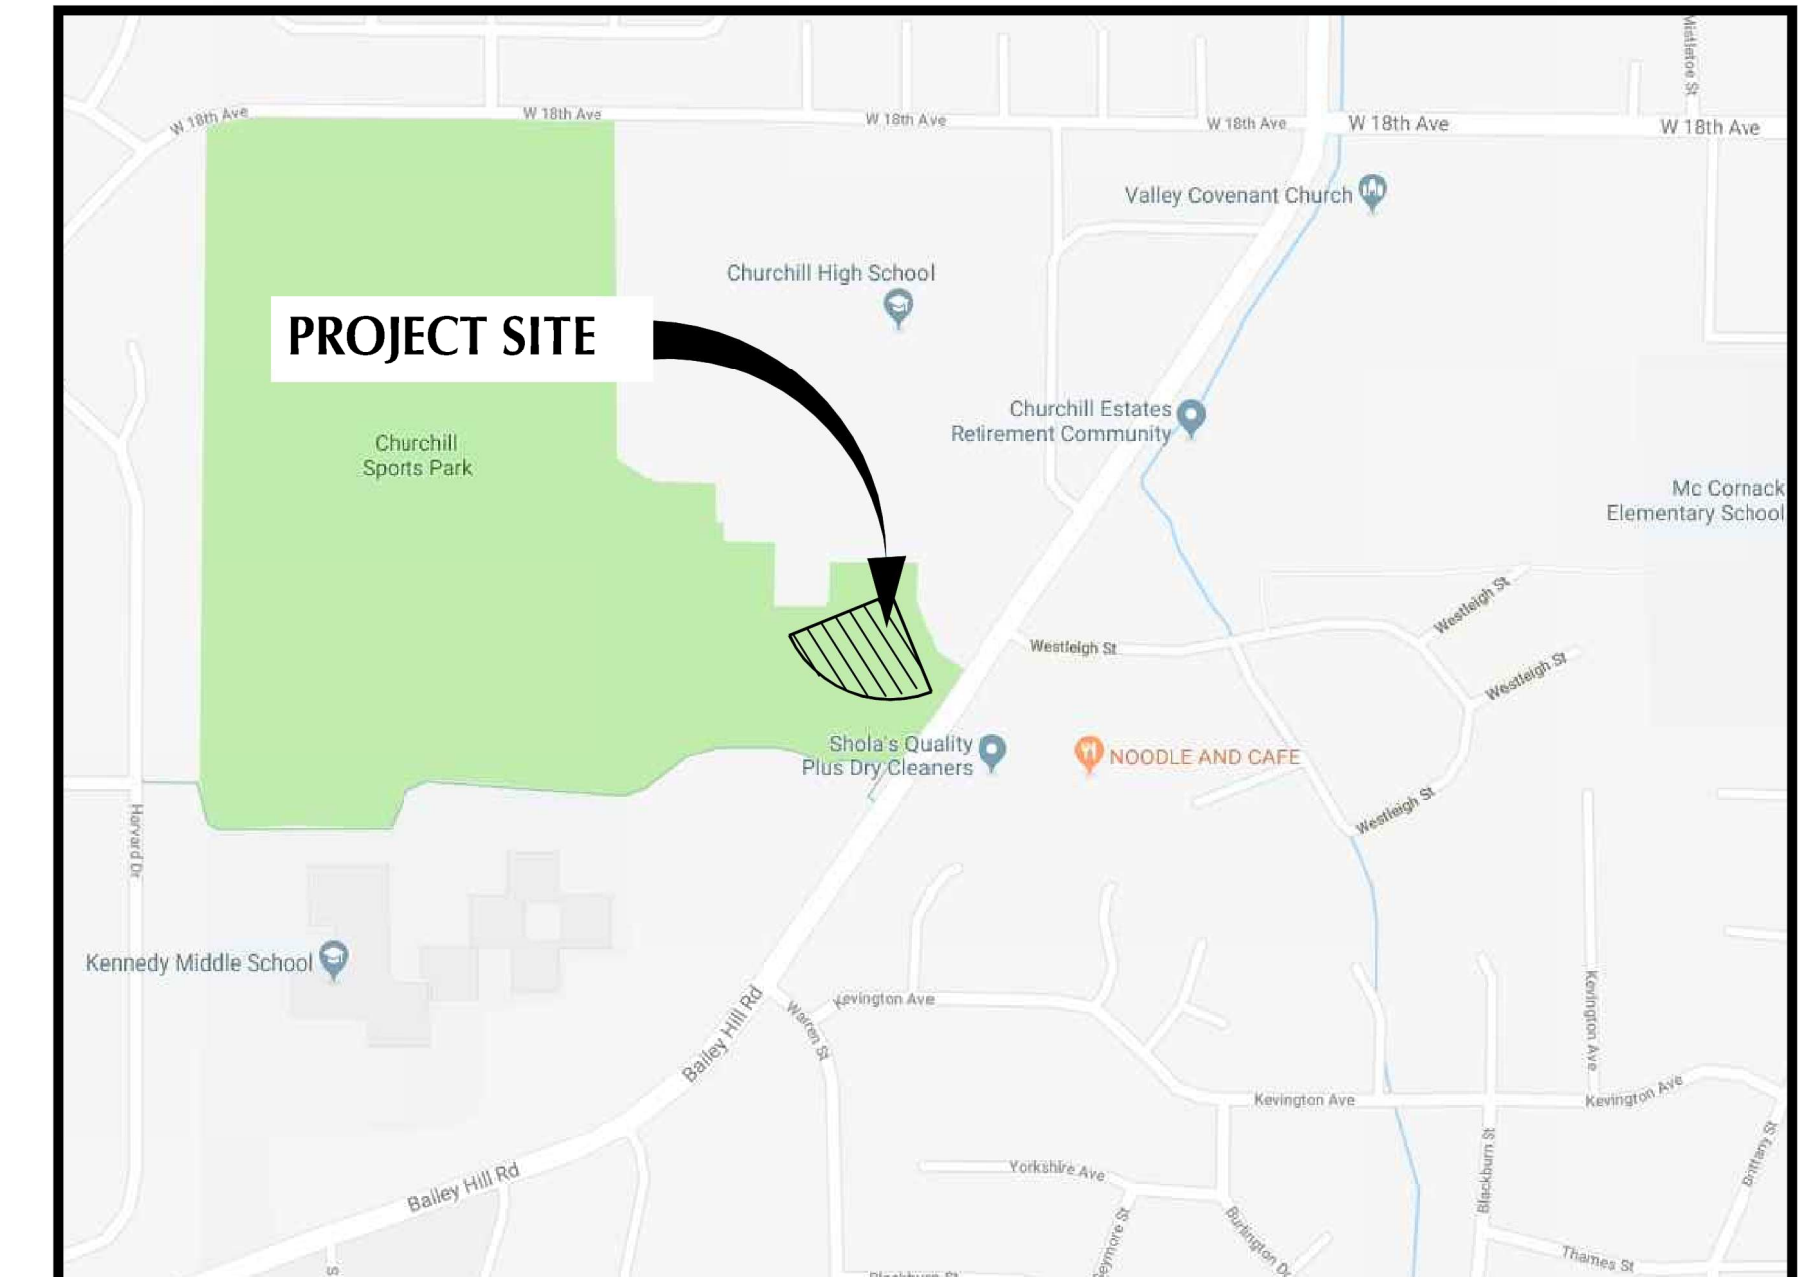 Mistletoe St
W 18th Ave
W 18th Ave
W 18th Ave
W 18th Ave
W 18th Ave
W 18th Ave
Valley Covenant Church
Churchill High School
PROJECT SITE
Churchill Estates
Retirement Community
Churchill
Sports Park
Mc Cornack
Elementary School
Westleigh St
Westleigh St
Westleigh St
Shola's Quality
Plus Dry Cleaners
NOODLE AND CAFE
Westleigh St
Harvard Dr
Kennedy Middle School
Bailey Hill Rd
Warren St
Kevington Ave
Kevington Ave
Kevington Ave
Kevington Ave
Bailey Hill Rd
Yorkshire Ave
Blackburn St
Brittany St
Burlington Dr
Thames St